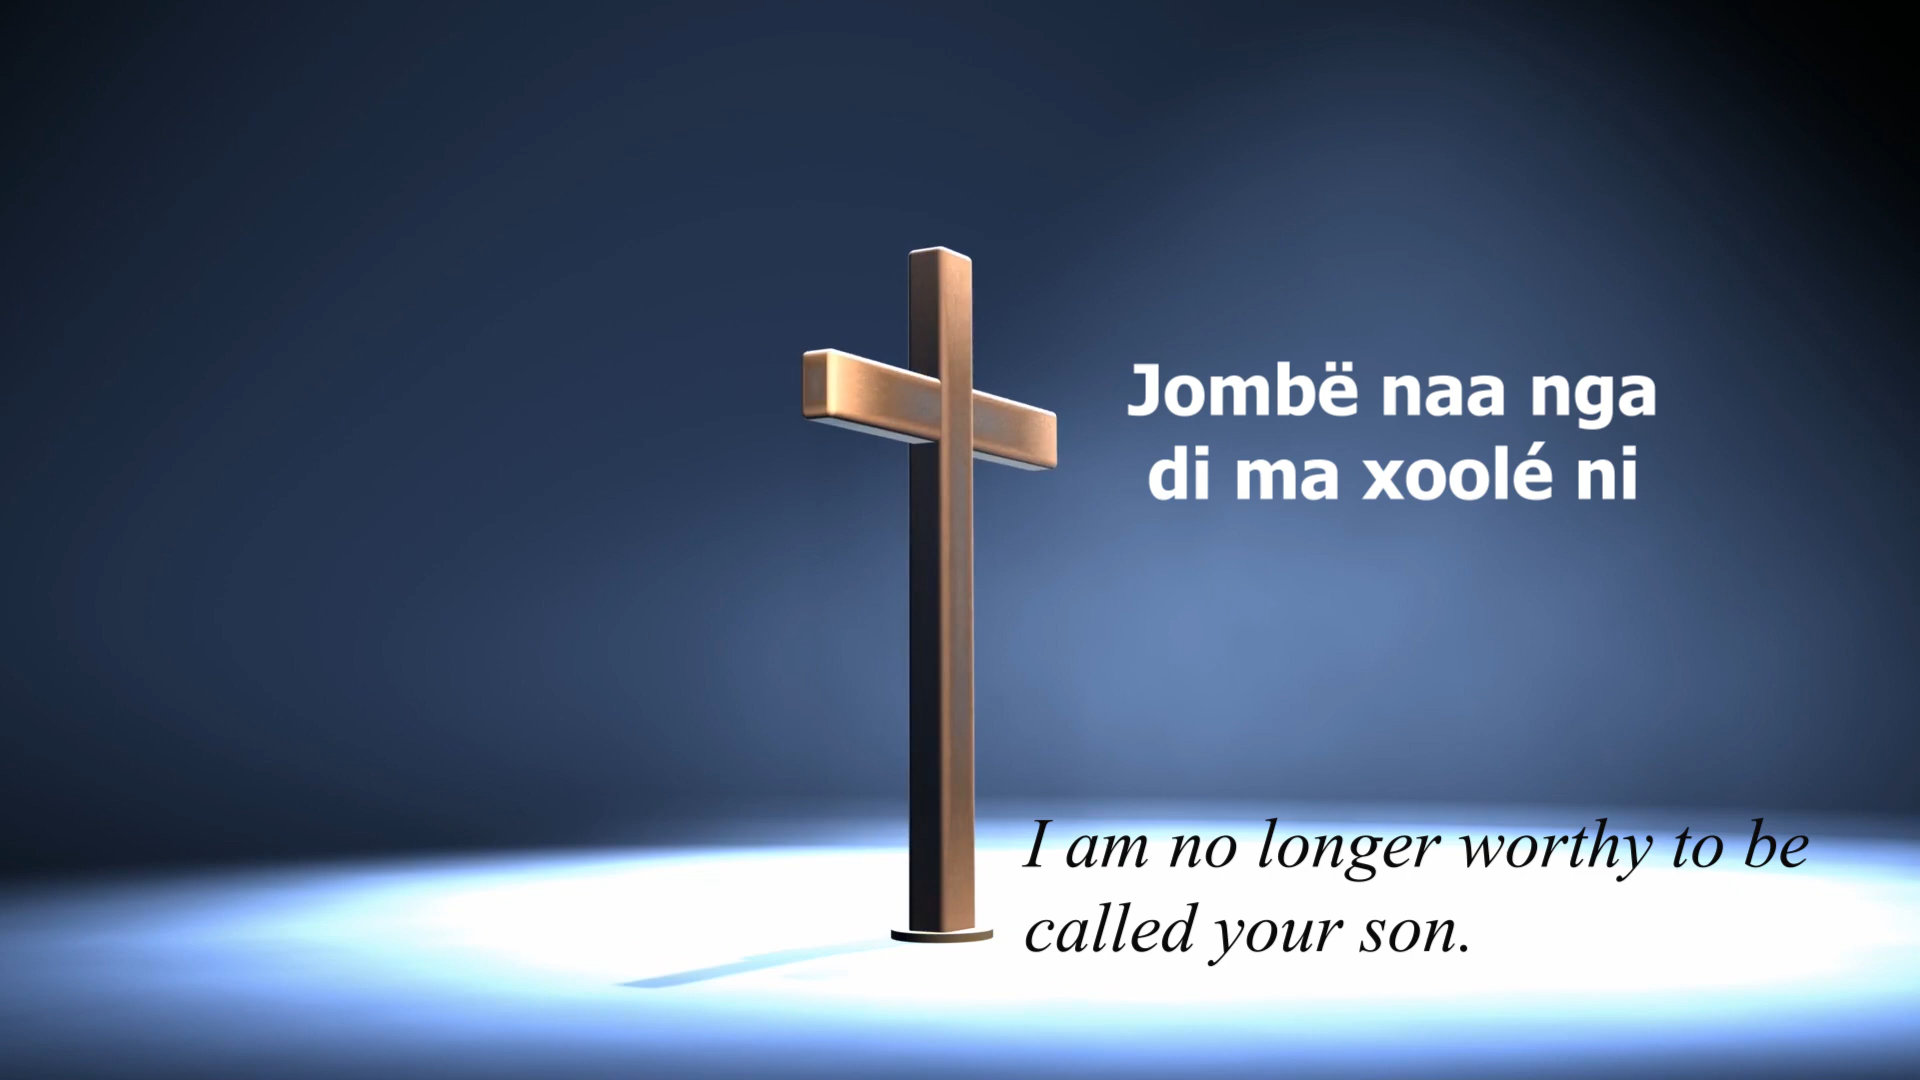 Jombë naa nga
di ma xoolé ni
I am no longer worthy to be
called your son.